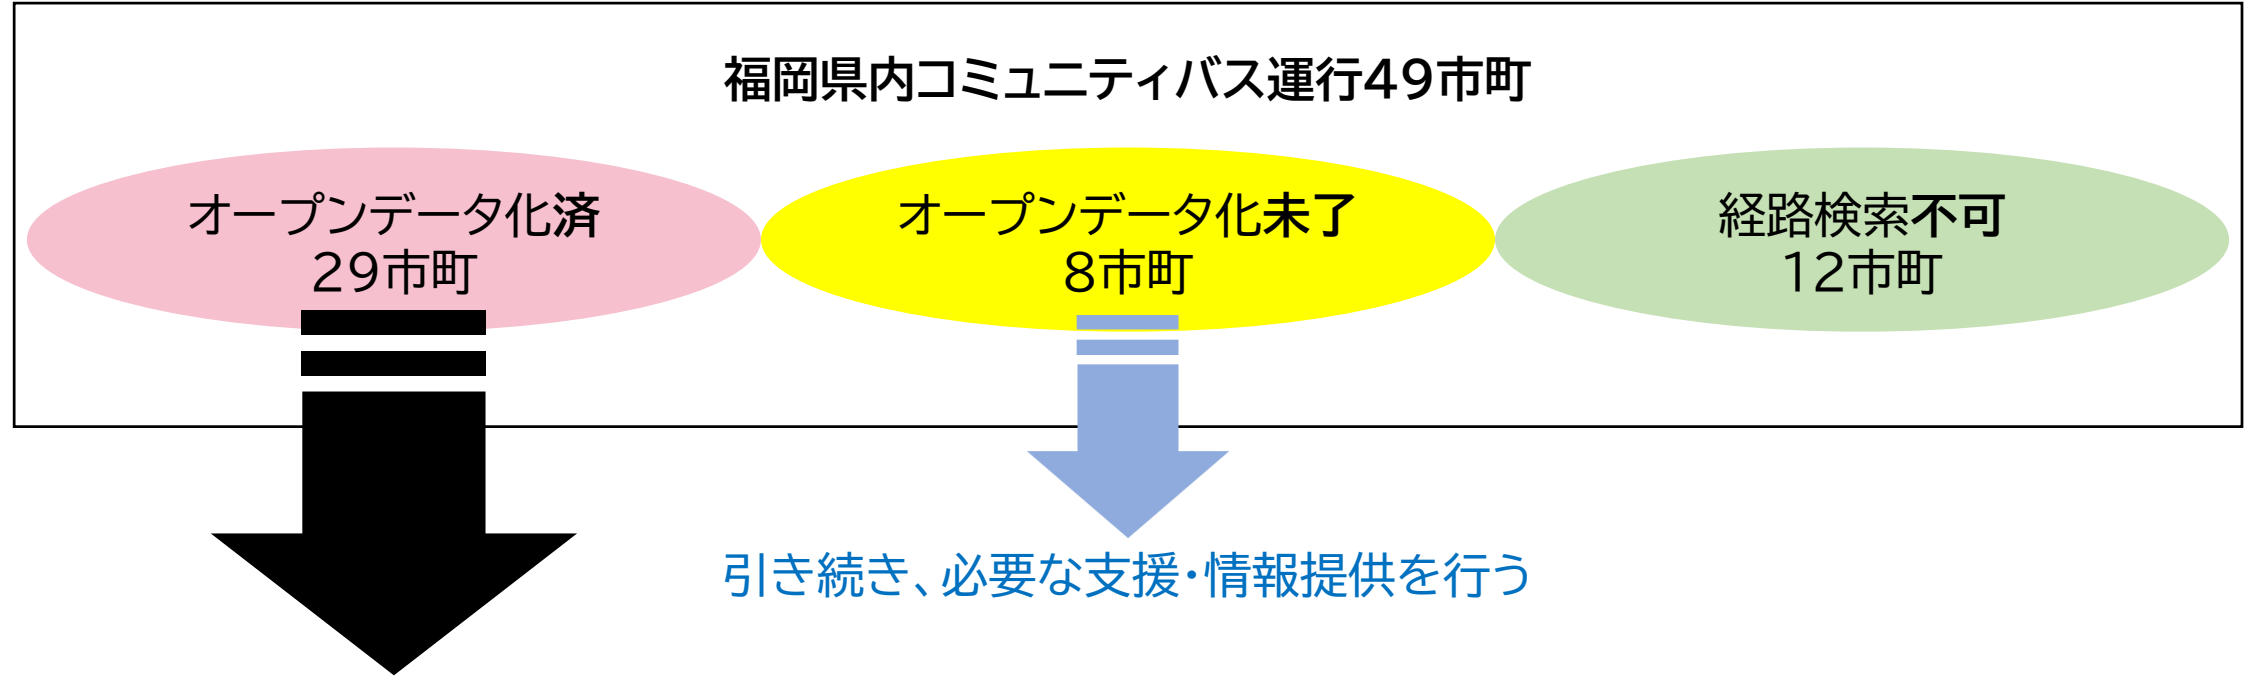 福岡県内コミュニティバス運行49市町
オープンデータ化済
29市町
オープンデータ化未了
8市町
経路検索不可
12市町
引き続き、必要な支援・情報提供を行う